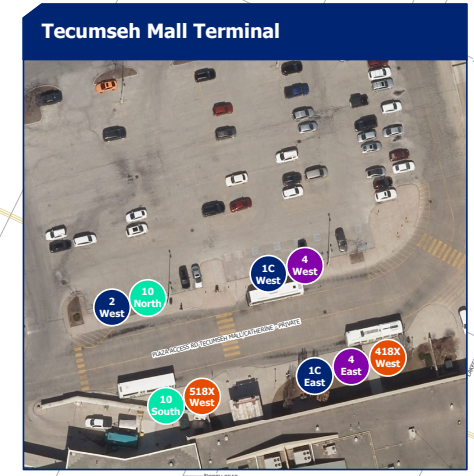 Tecumseh Mall Terminal
1C
West
4
West
2
West
10
North
PLAZA ACCESS RD TECUMSEH MALL/CATHERINE - PRIVATE
1C
East
4
East
418X
West
10
South
518X
West